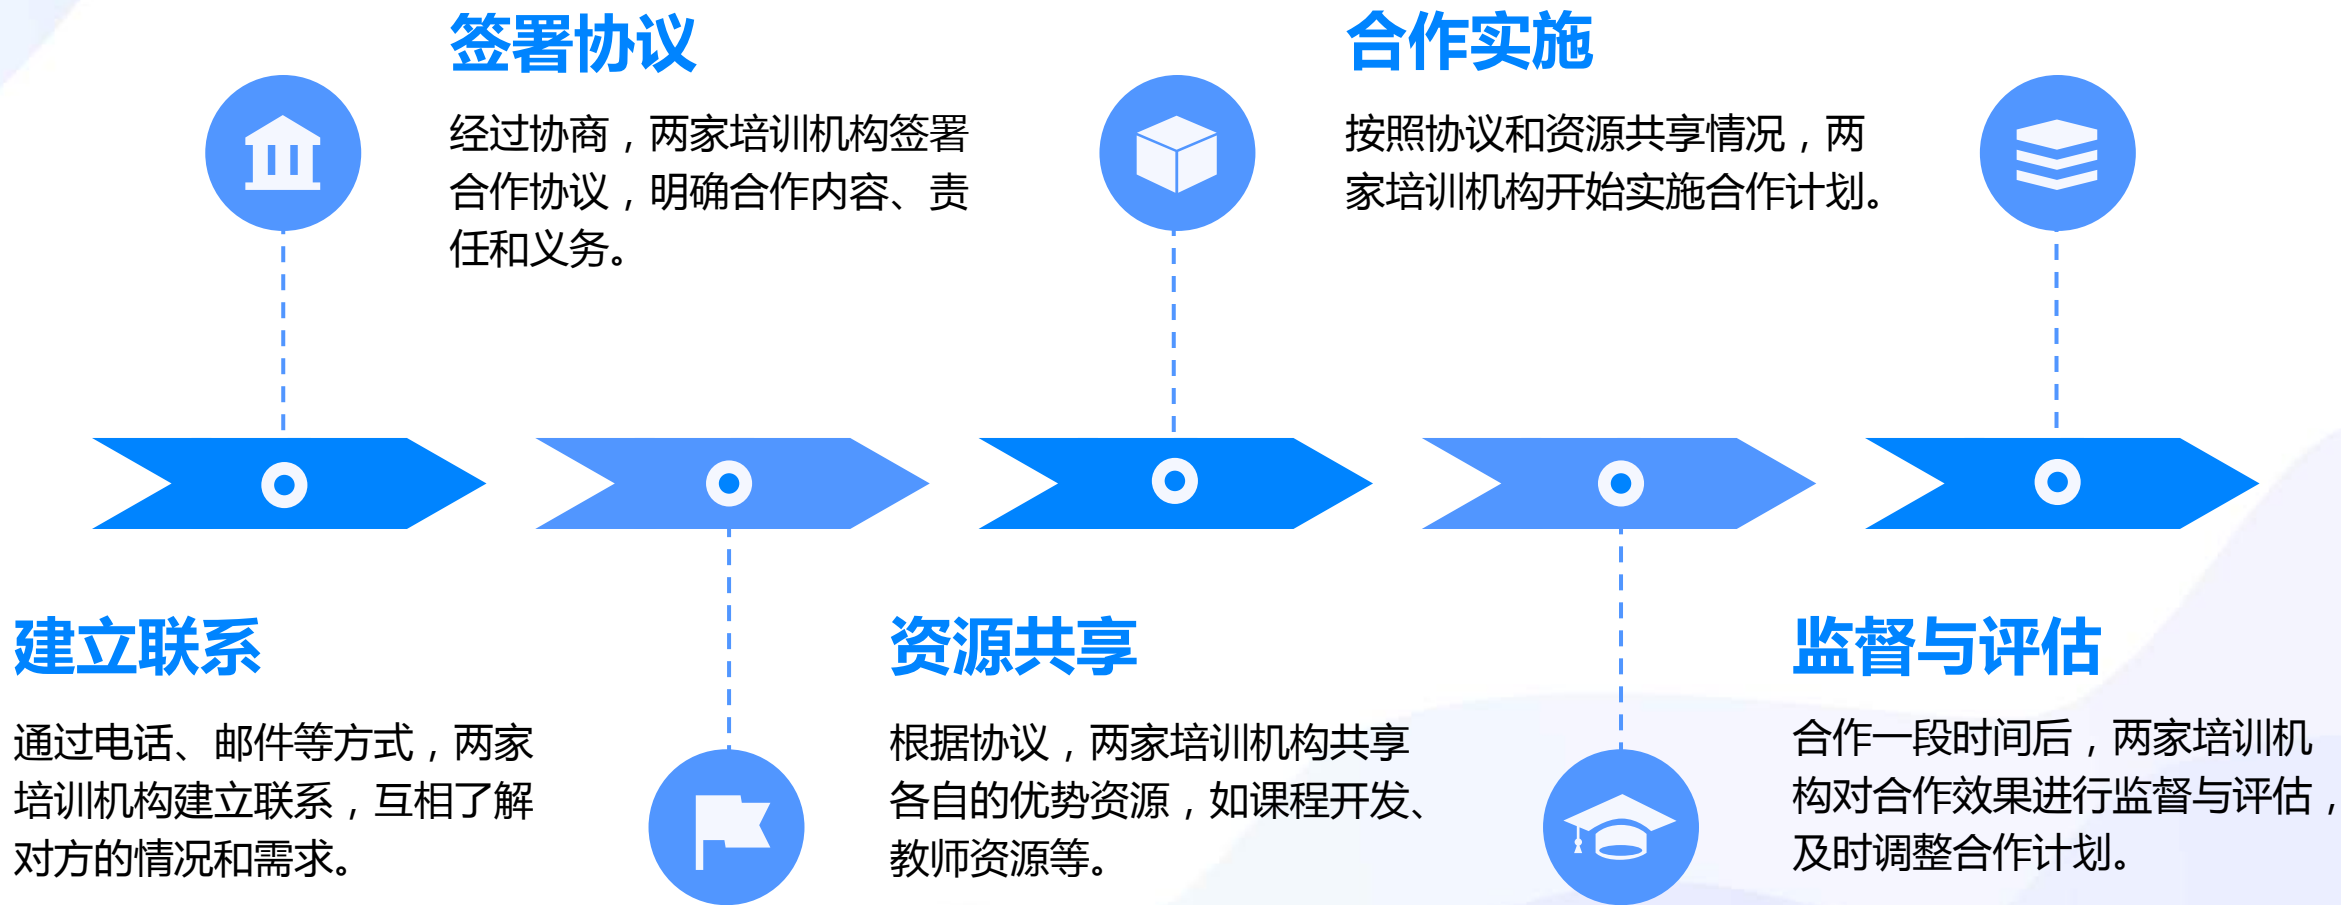 签署协议
经过协商，两家培训机构签署
合作协议，明确合作内容、责
任和义务。
合作实施
按照协议和资源共享情况，两
家培训机构开始实施合作计划。
建立联系
通过电话、邮件等方式，两家
培训机构建立联系，互相了解
对方的情况和需求。
资源共享
根据协议，两家培训机构共享
各自的优势资源，如课程开发、
教师资源等。
监督与评估
合作一段时间后，两家培训机
构对合作效果进行监督与评估，
及时调整合作计划。